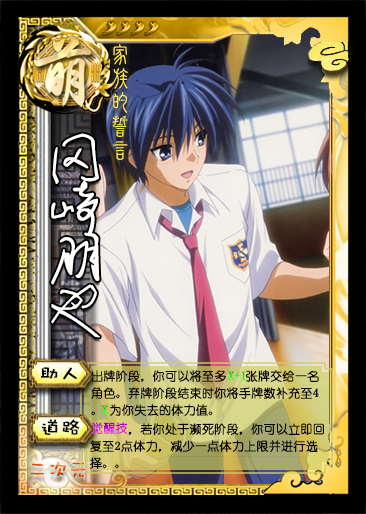 萌
家族的誓言
冈崎朋也
助人
出牌阶段，你可以将至多X+1张牌交给一名
角色。弃牌阶段结束时你将手牌数补充至4
。X为你失去的体力值。
道路
觉醒技，若你处于濒死阶段，你可以立即回
复至2点体力，减少一点体力上限并进行选
择。。
二次元